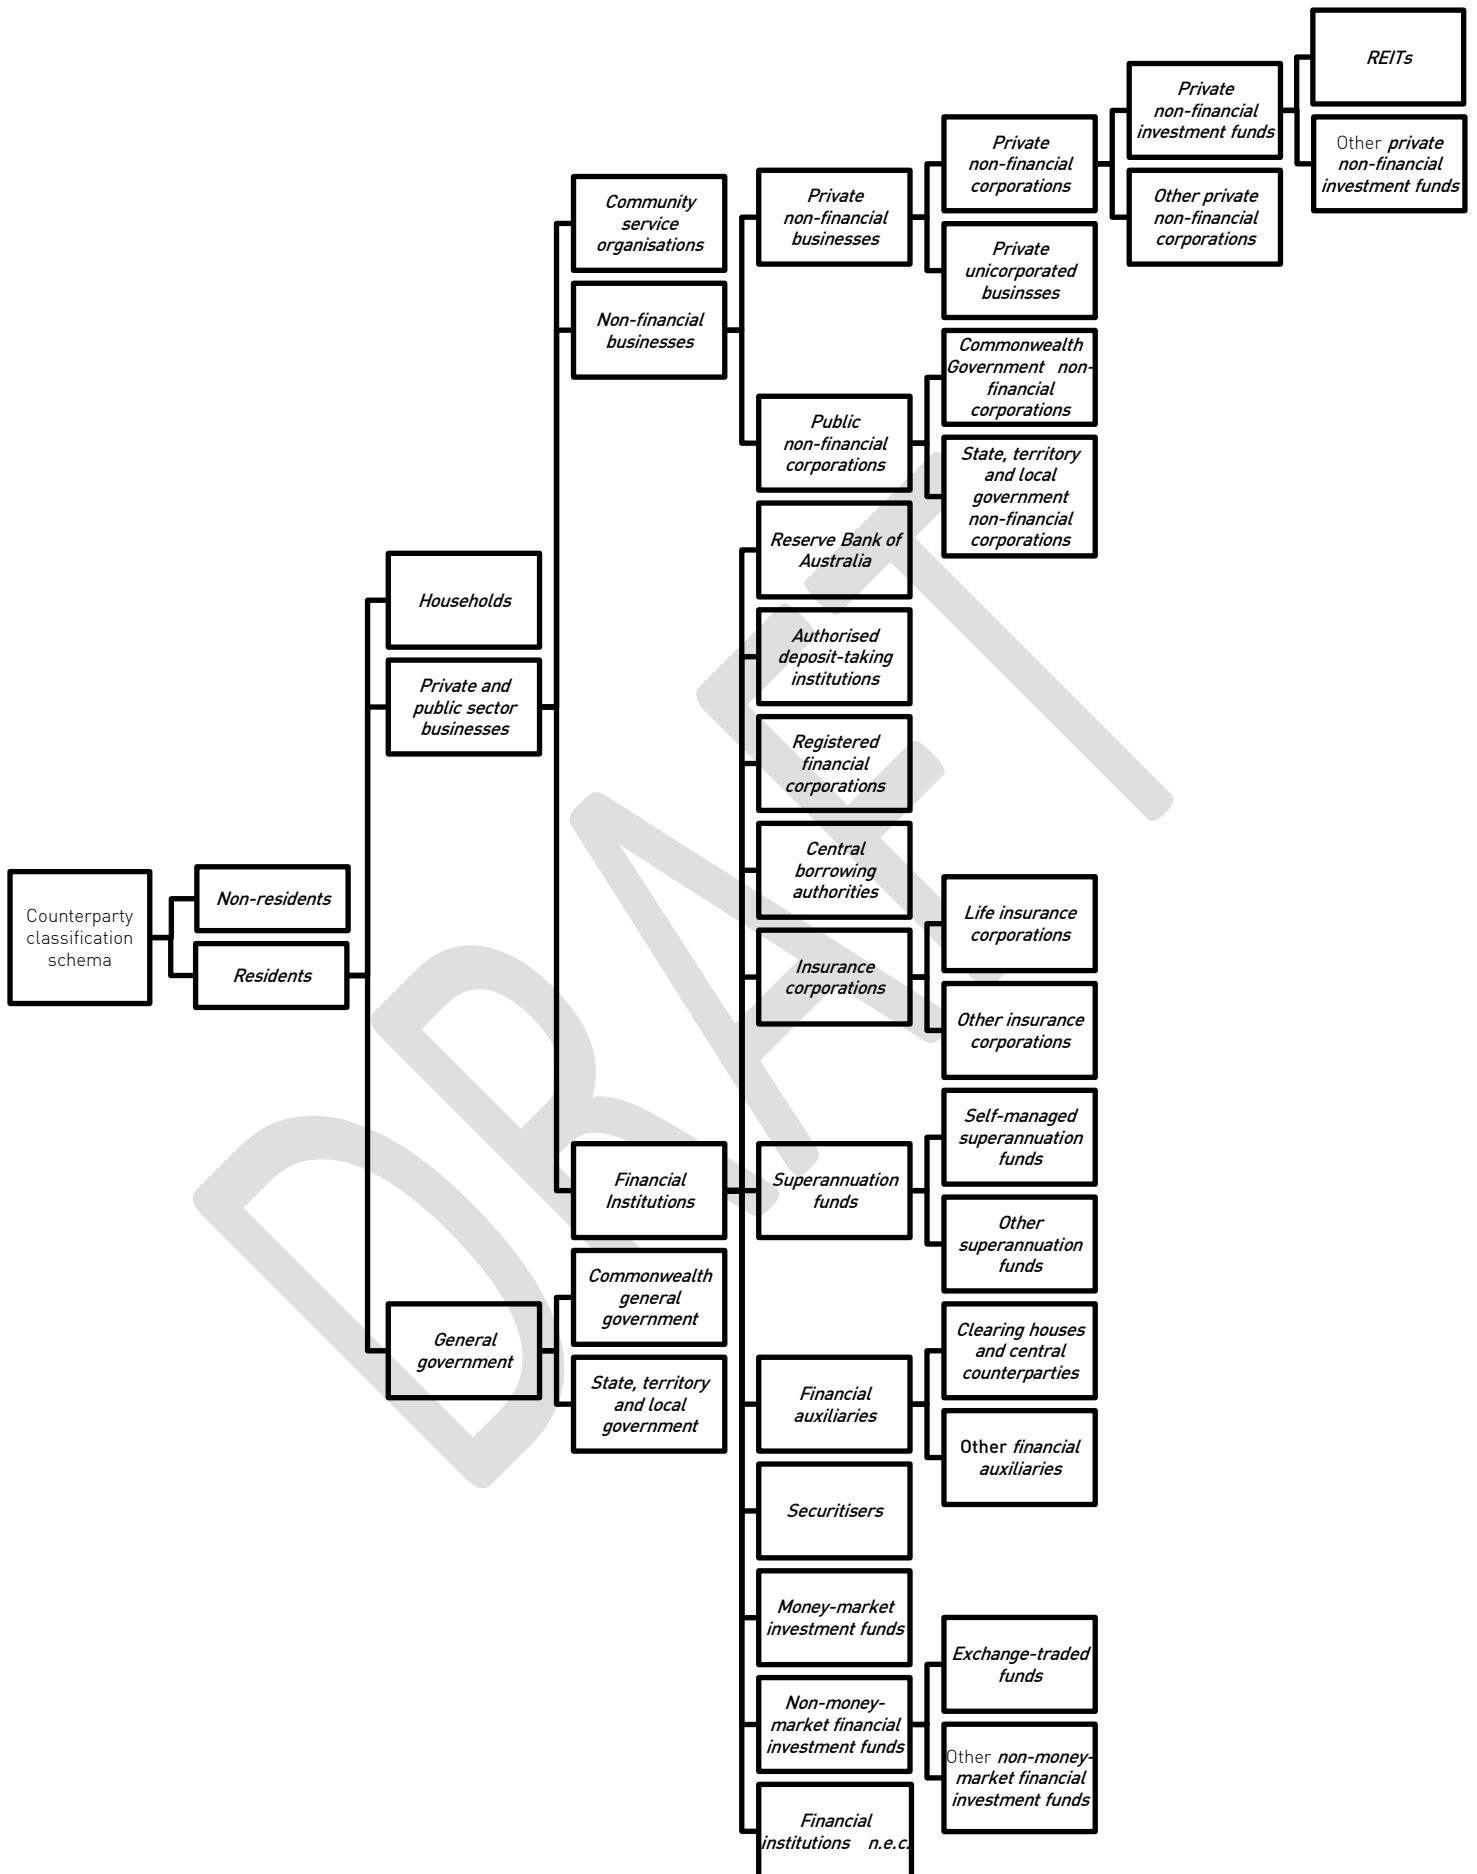 REITs
Private
non-financial
investment funds
Other private
non-financial
investment funds
Private
non-financial
corporations
Other private
non-financial
corporations
Private
non-financial
businesses
Private
unicorporated
businsses
Community
service
organisations
Non-financial
businesses
Commonwealth
Government non-
financial
corporations
Public
non-financial
corporations
State, territory
and local
government
non-financial
corporations
Reserve Bank of
Australia
Households
Authorised
deposit-taking
institutions
Private and
public sector
businesses
Registered
financial
corporations
Central
borrowing
authorities
Counterparty
classification
schema
Non-residents
Residents
Life insurance
corporations
Insurance
corporations
Other insurance
corporations
Self-managed
superannuation
funds
Financial
Institutions
Superannuation
funds
Other
superannuation
funds
Commonwealth
general
government
General
government
State, territory
and local
government
Clearing houses
and central
counterparties
Financial
auxiliaries
Other financial
auxiliaries
Securitisers
Money-market
investment funds
Exchange-traded
funds
Non-money-
market financial
investment funds
Other non-money-
market financial
investment funds
Financial
institutions n.e.c.
DRAFT